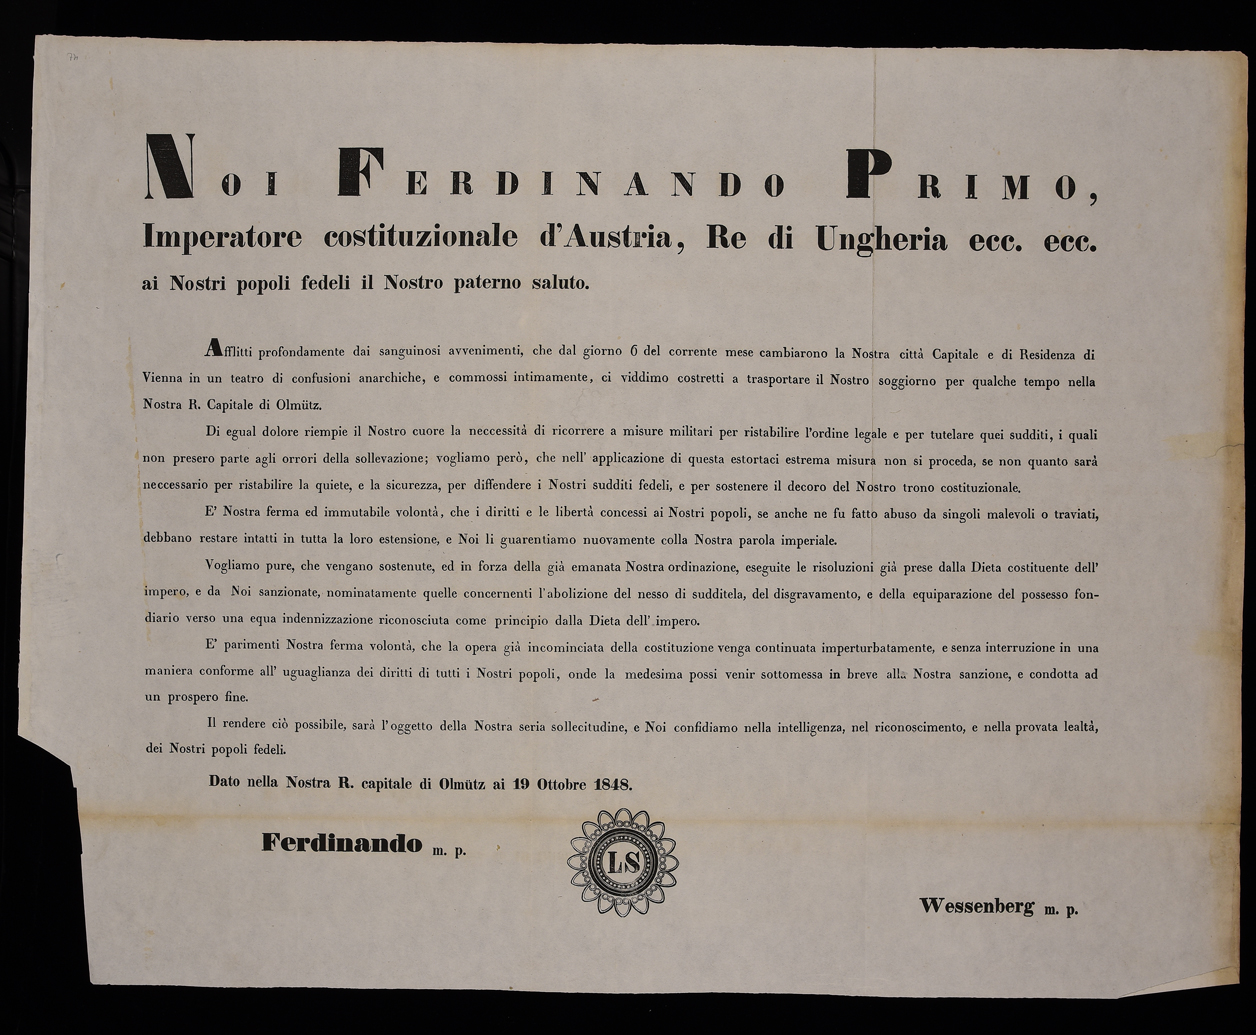 NOI FERDINANDO PRIMO,
Imperatore costituzionale d'Austria, Re di Ungheria ecc. ecc.
ai Nostri popoli fedeli il Nostro paterno saluto.
Afflitti profondamente dai sanguinosi avvenimenti, che dal giorno 6 del corrente mese cambiarono la Nostra città Capitale e di Residenza di
Vienna in un teatro di confusioni anarchiche, e commossi intimamente, ci viddimo costretti a trasportare il Nostro soggiorno per qualche tempo nella
Nostra R. Capitale di Olmütz.
Di egual dolore riempie il Nostro cuore la neccessità di ricorrere a misure militari per ristabilire l'ordine legale e per tutelare quei sudditi, i quali
non presero parte agli orrori della sollevazione; vogliamo però, che nell' applicazione di questa estortaci estrema misura non si proceda, se non quanto sarà
neccessario per ristabilire la quiete, e la sicurezza, per diffendere i Nostri sudditi fedeli, e per sostenere il decoro del Nostro trono costituzionale.
E' Nostra ferma ed immutabile volontà, che i diritti e le libertà concessi ai Nostri popoli, se anche ne fu fatto abuso da singoli malevoli o traviati,
debbano restare intatti in tutta la loro estensione, e Noi li guarentiamo nuovamente colla Nostra parola imperiale.
Vogliamo pure, che vengano sostenute, ed in forza della già emanata Nostra ordinazione, eseguite le risoluzioni già prese dalla Dieta costituente dell'
impero, e da Noi sanzionate, nominatamente quelle concernenti l'abolizione del nesso di sudditela, del disgravamento, e della equiparazione del possesso fon-
diario verso una equa indennizzazione riconosciuta come principio dalla Dieta dell' impero.
E' parimenti Nostra ferma volontà, che la opera già incominciata della costituzione venga continuata imperturbatamente, e senza interruzione in una
maniera conforme all' uguaglianza dei diritti di tutti i Nostri popoli, onde la medesima possi venir sottomessa in breve alla Nostra sanzione, e condotta ad
un prospero fine.
Il rendere ciò possibile, sarà l'oggetto della Nostra seria sollecitudine, e Noi confidiamo nella intelligenza, nel riconoscimento, e nella provata lealtà,
dei Nostri popoli fedeli.
Dato nella Nostra R. capitale di Olmütz ai 19 Ottobre 1848.
Ferdinando m. p.
LS
Wessenberg m. p.